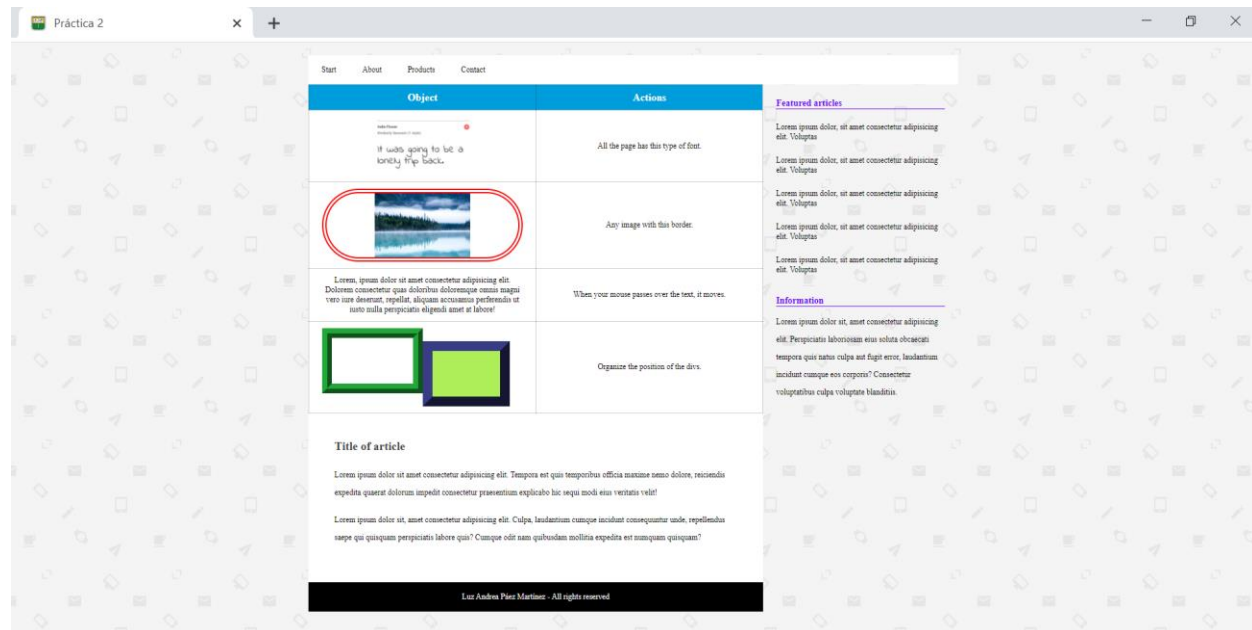 Práctica 2
Start About Products Contact
Object Actions
It was going to be a
lonely trip back.
All the page has this type of font.
Any image with this border.
Lorem, ipsum dolor sit amet consectetur adipisicing elit.
Dolorem consectetur quas doloribus doloremque omnis magni
vero iure deserunt, repellat, aliquam accusamus perferendis ut
iusto nulla perspiciatis eligendi amet at labore!
When your mouse passes over the text, it moves.
Organize the position of the divs.
Title of article
Lorem ipsum dolor sit amet consectetur adipisicing elit. Tempora est quis temporibus officia maxime nemo dolore, reiciendis
expedita quaerat dolorum impedit consectetur praesentium explicabo hic sequi modi eius veritatis velit!
Lorem ipsum dolor sit, amet consectetur adipisicing elit. Culpa, laudantium cumque incidunt consequuntur unde, repellendus
saepe qui quisquam perspiciatis labore quis? Cumque odit nam quibusdam mollitia expedita est numquam quisquam?
Featured articles
Lorem ipsum dolor, sit amet consectetur adipisicing
elit. Voluptas
Lorem ipsum dolor, sit amet consectetur adipisicing
elit. Voluptas
Lorem ipsum dolor, sit amet consectetur adipisicing
elit. Voluptas
Lorem ipsum dolor, sit amet consectetur adipisicing
elit. Voluptas
Lorem ipsum dolor, sit amet consectetur adipisicing
elit. Voluptas
Information
Lorem ipsum dolor sit, amet consectetur adipisicing
elit. Perspiciatis laboriosam eius soluta obcaecati
tempora quis natus culpa aut fugit error, laudantium
incidunt cumque eos corporis? Consectetur
voluptatibus culpa voluptate blanditiis.
Luz Andrea Páez Martínez - All rights reserved